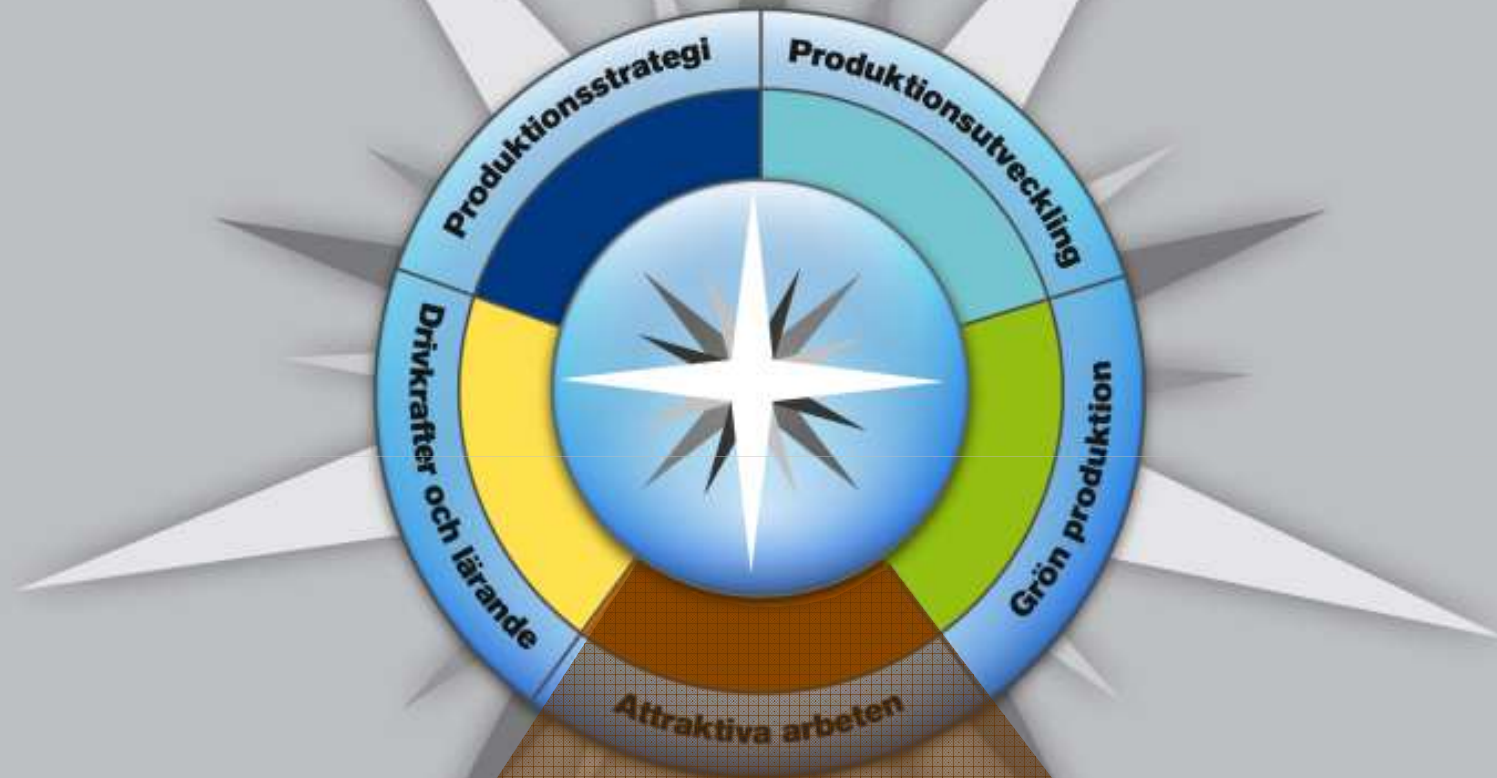 Produktionsstrategi
Produktionsutveckling
Drivkrafter och lärande
Grön produktion
Attraktiva arbeten